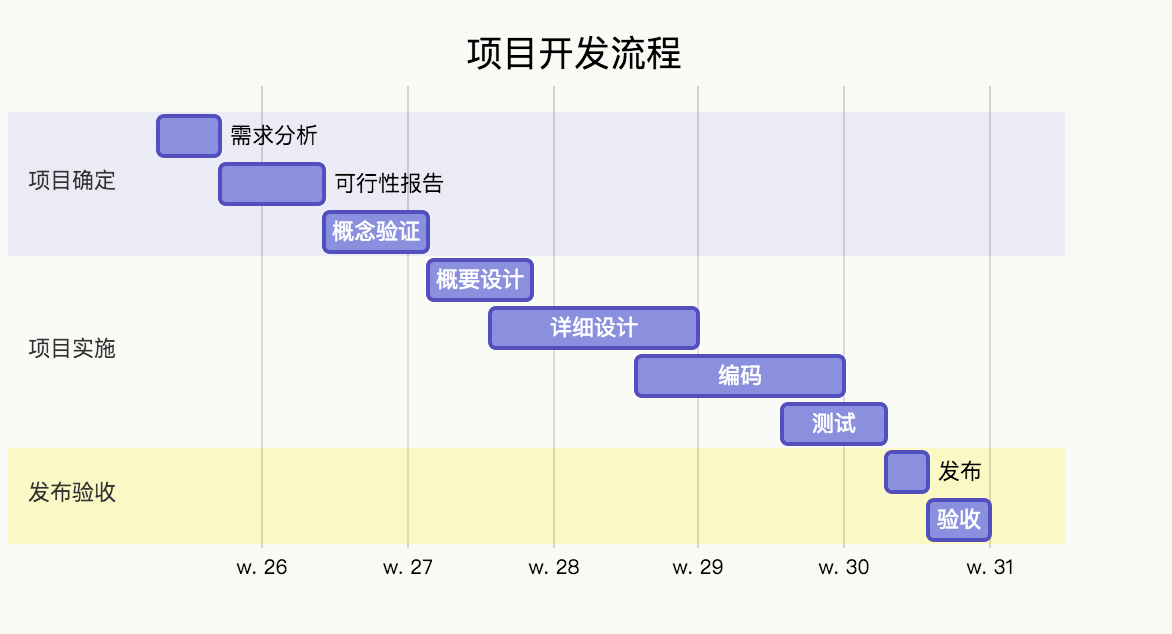 项目开发流程
项目确定
需求分析
可行性报告
概念验证
项目实施
概要设计
详细设计
编码
测试
发布验收
发布
验收
w. 26 w. 27 w. 28 w. 29 w. 30 w. 31